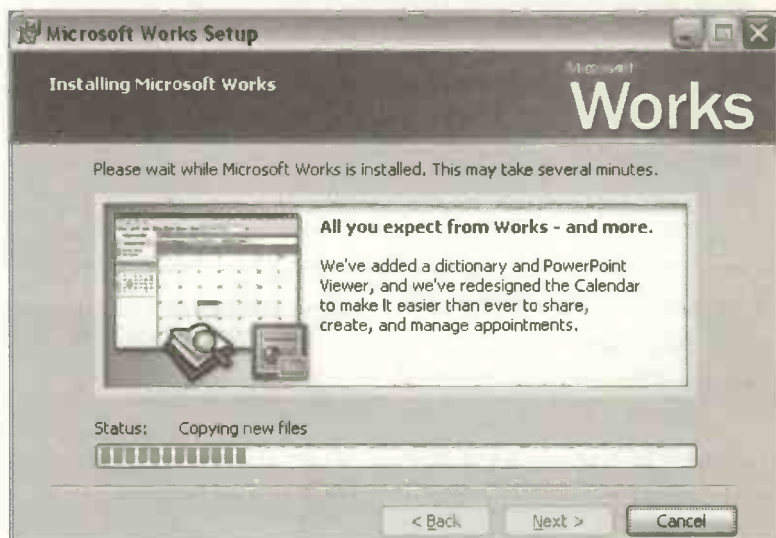 Microsoft Works Setup
Installing Microsoft Works
Microsoft
Works
Please wait while Microsoft Works is installed. This may take several minutes.
All you expect from Works - and more.
We've added a dictionary and PowerPoint
Viewer, and we've redesigned the Calendar
to make it easier than ever to share,
create, and manage appointments.
Status: Copying new files
< Back Next > Cancel